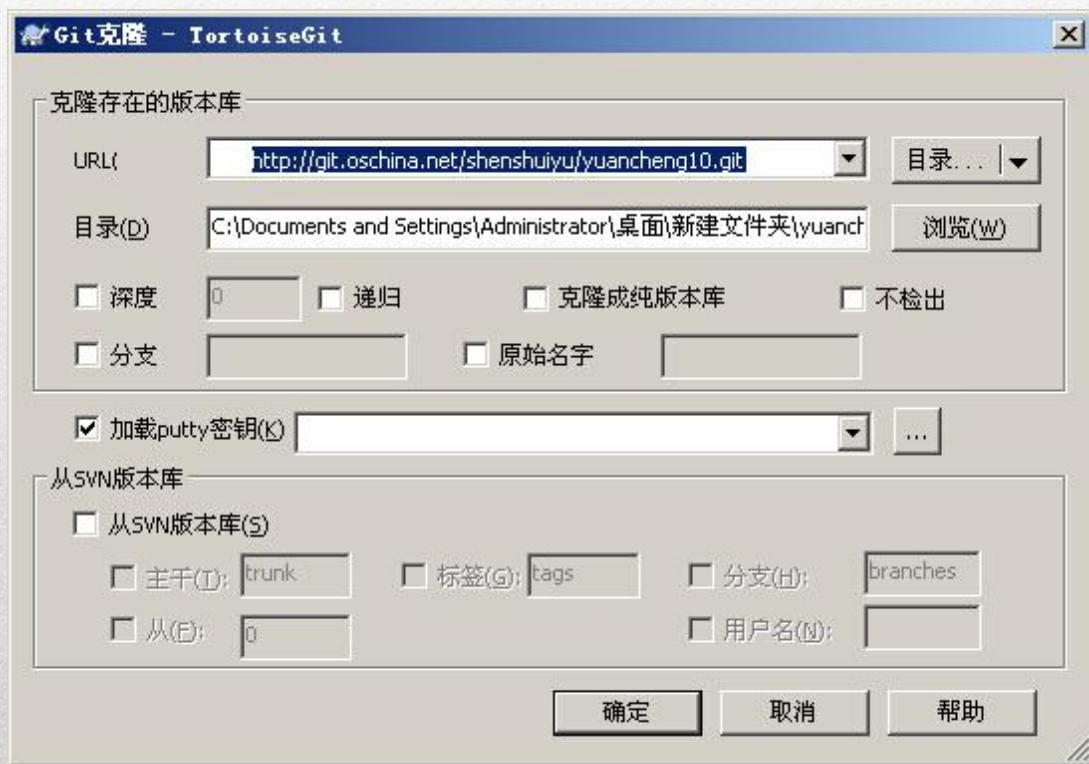 Git克隆 - TortoiseGit
克隆存在的版本库
URL( http://git.oschina.net/shenshuiyu/yuancheng10.git 目录...
目录(D) C:\Documents and Settings\Administrator\桌面\新建文件夹\yuanch 浏览(W)
深度 0 递归 克隆成纯版本库 不检出
分支 原始名字
加载putty密钥(K) ...
从SVN版本库
从SVN版本库(S)
主干(T): trunk 标签(G): tags 分支(H): branches
从(F): 0 用户名(N):
确定 取消 帮助